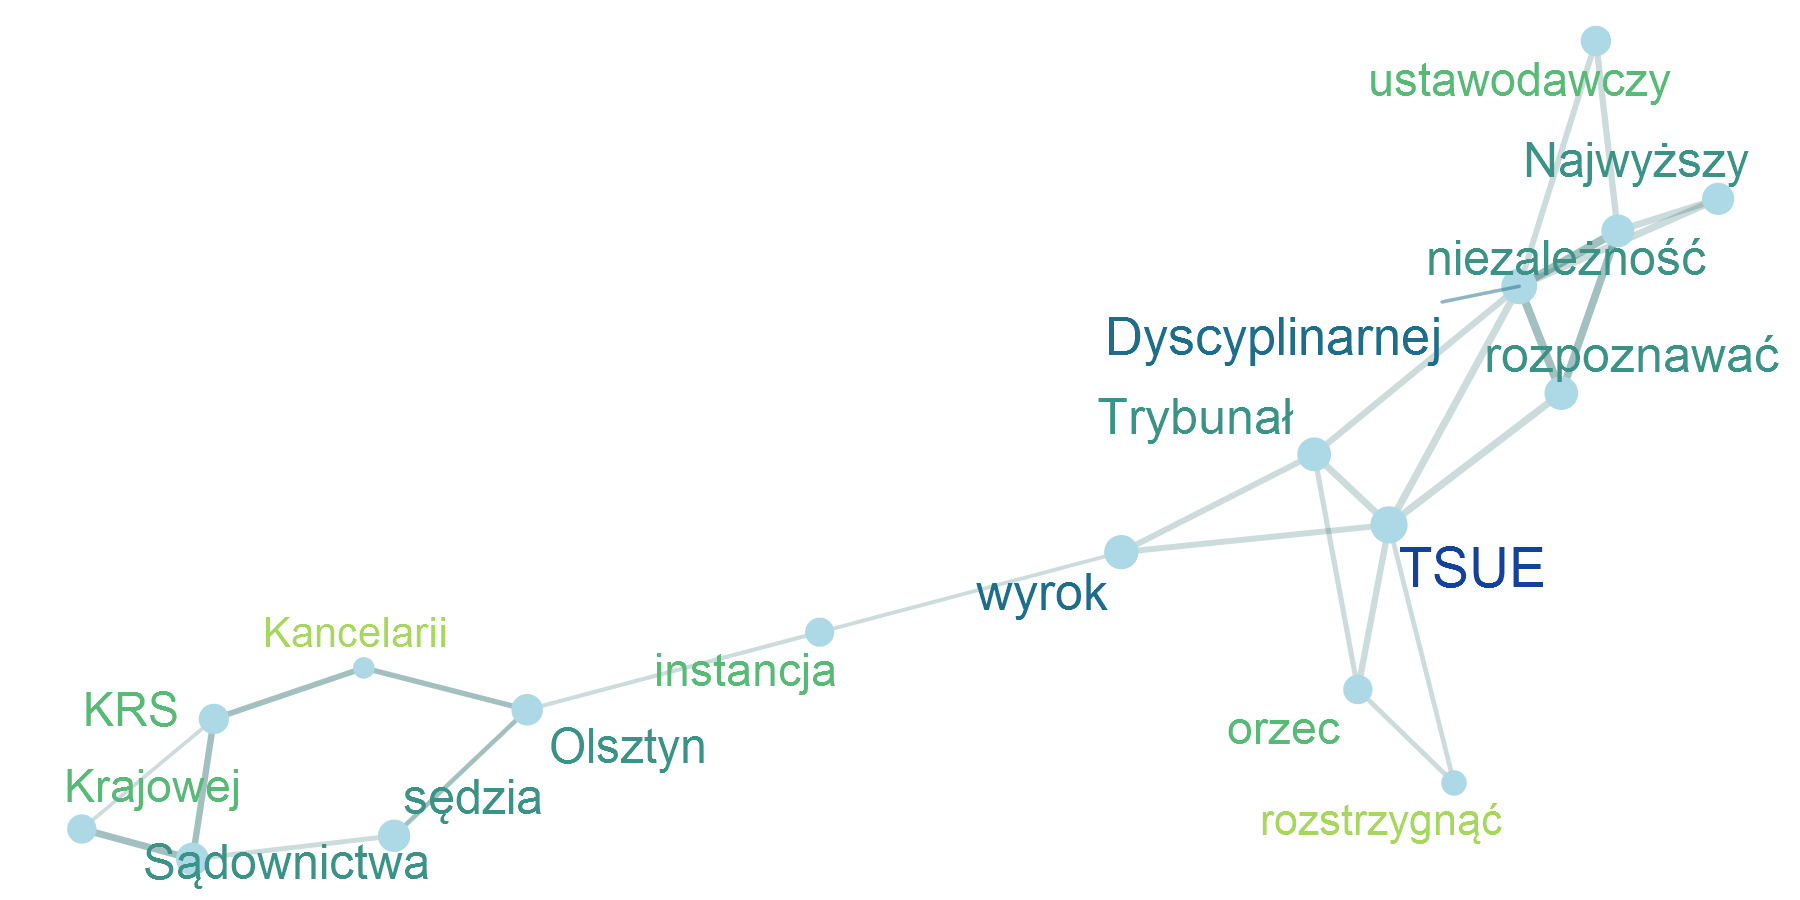 ustawodawczy
Najwyższy
niezależność
Dyscyplinarnej
rozpoznawać
Trybunał
TSUE
wyrok
Kancelarii
instancja
KRS
Olsztyn
orzec
Krajowej
sędzia
rozstrzygnąć
Sądownictwa